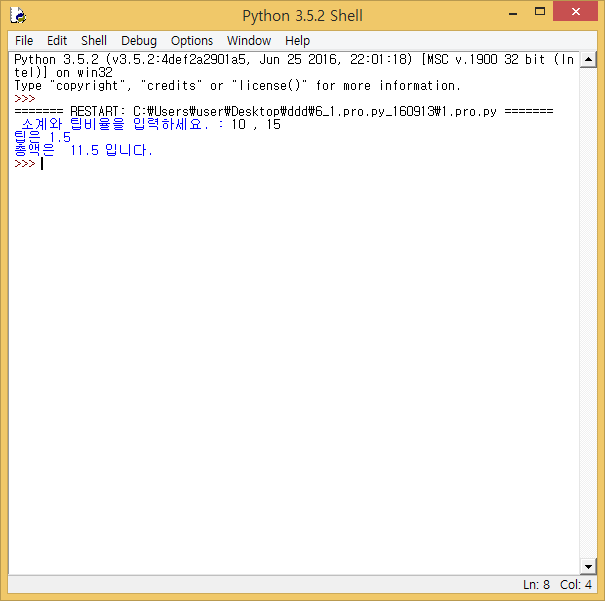 Python 3.5.2 Shell
File Edit Shell Debug Options Window Help
Python 3.5.2 (v3.5.2:4def2a2901a5, Jun 25 2016, 22:01:18) [MSC v.1900 32 bit (In
tel)] on win32
Type "copyright", "credits" or "license()" for more information.
>>>
======= RESTART: C:₩Users₩user₩Desktop₩ddd₩6_1.pro.py_160913₩1.pro.py =======
소계와 팁비율을 입력하세요. : 10 , 15
팁은 1.5
총액은  11.5 입니다.
>>>
Ln: 8 Col: 4